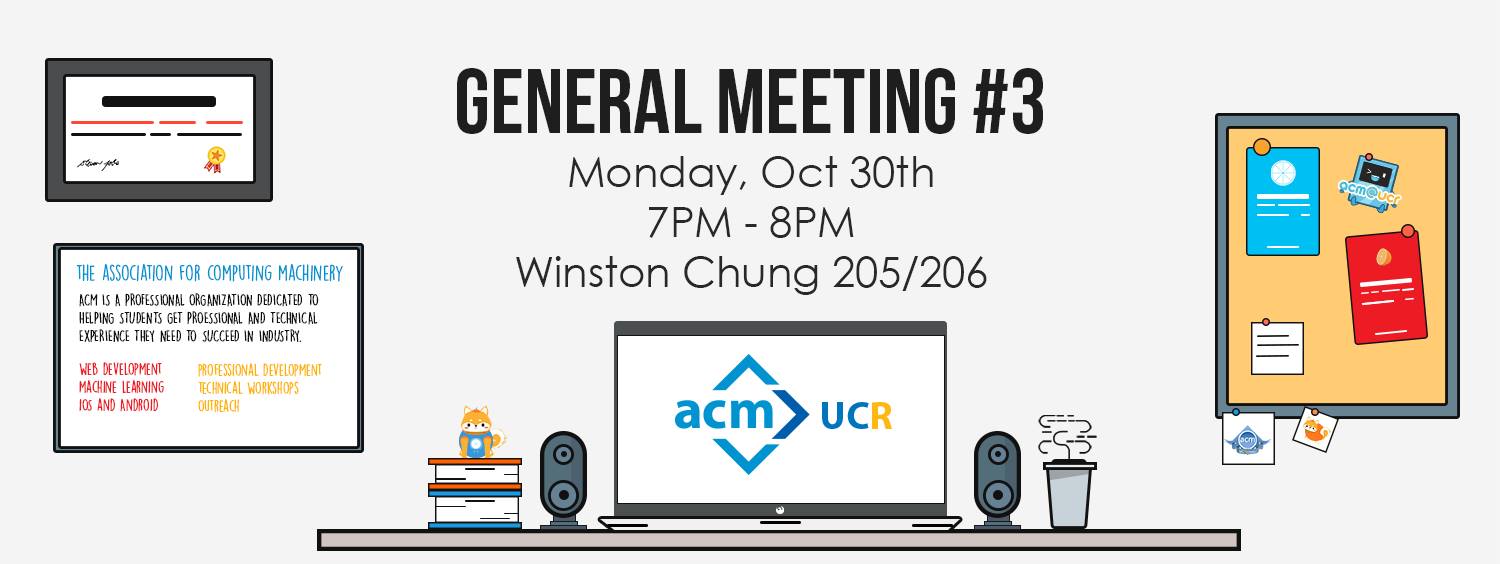 GENERAL MEETING #3
Monday, Oct 30th
7PM - 8PM
Winston Chung 205/206
THE ASSOCIATION FOR COMPUTING MACHINERY
ACM IS A PROFESSIONAL ORGANIZATION DEDICATED TO
HELPING STUDENTS GET PROESSIONAL AND TECHNICAL
EXPERIENCE THEY NEED TO SUCCEED IN INDUSTRY.
WEB DEVELOPMENT
MACHINE LEARNING
IOS AND ANDROID
PROFESSIONAL DEVELOPMENT
TECHNICAL WORKSHOPS
OUTREACH
acm UCR
acm@ucr
acm